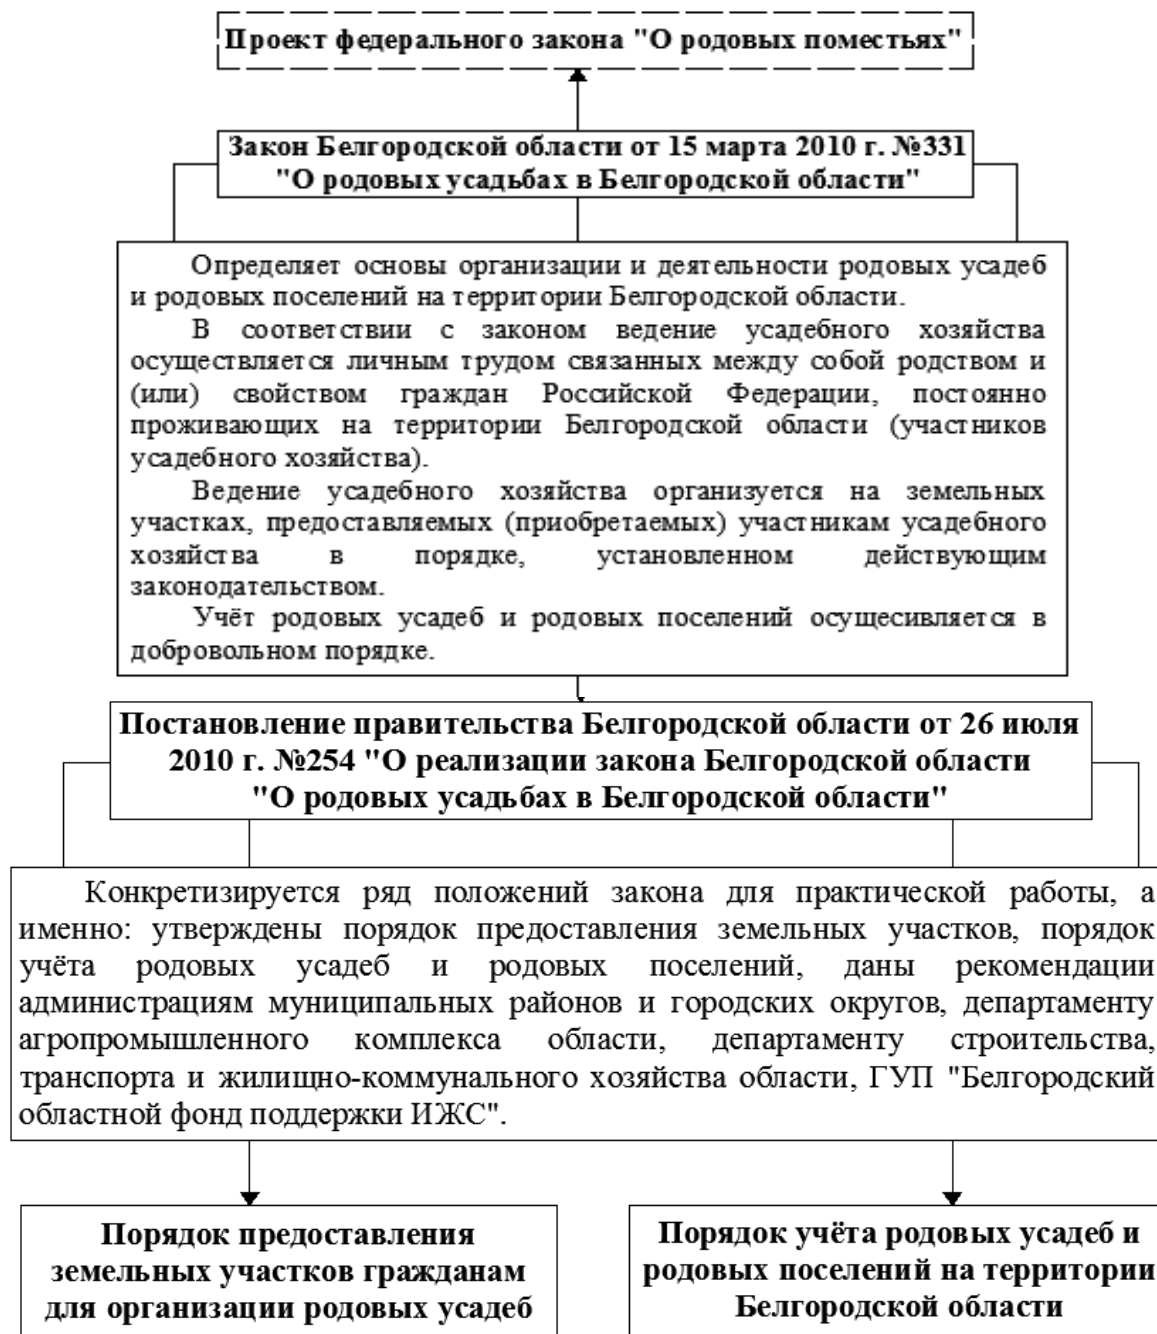 Проект федерального закона "О родовых поместьях"
Закон Белгородской области от 15 марта 2010 г. №331
"О родовых усадьбах в Белгородской области"
Определяет основы организации и деятельности родовых усадеб
и родовых поселений на территории Белгородской области.
В соответствии с законом ведение усадебного хозяйства
осуществляется личным трудом связанных между собой родством и
(или) свойством граждан Российской Федерации, постоянно
проживающих на территории Белгородской области (участников
усадебного хозяйства).
Ведение усадебного хозяйства организуется на земельных
участках, предоставляемых (приобретаемых) участникам усадебного
хозяйства в порядке, установленном действующим
законодательством.
Учёт родовых усадеб и родовых поселений осущесивляется в
добровольном порядке.
Постановление правительства Белгородской области от 26 июля
2010 г. №254 "О реализации закона Белгородской области
"О родовых усадьбах в Белгородской области"
Конкретизируется ряд положений закона для практической работы, а
именно: утверждены порядок предоставления земельных участков, порядок
учёта родовых усадеб и родовых поселений, даны рекомендации
администрациям муниципальных районов и городских округов, департаменту
агропромышленного комплекса области, департаменту строительства,
транспорта и жилищно-коммунального хозяйства области, ГУП "Белгородский
областной фонд поддержки ИЖС".
Порядок предоставления
земельных участков гражданам
для организации родовых усадеб
Порядок учёта родовых усадеб и
родовых поселений на территории
Белгородской области